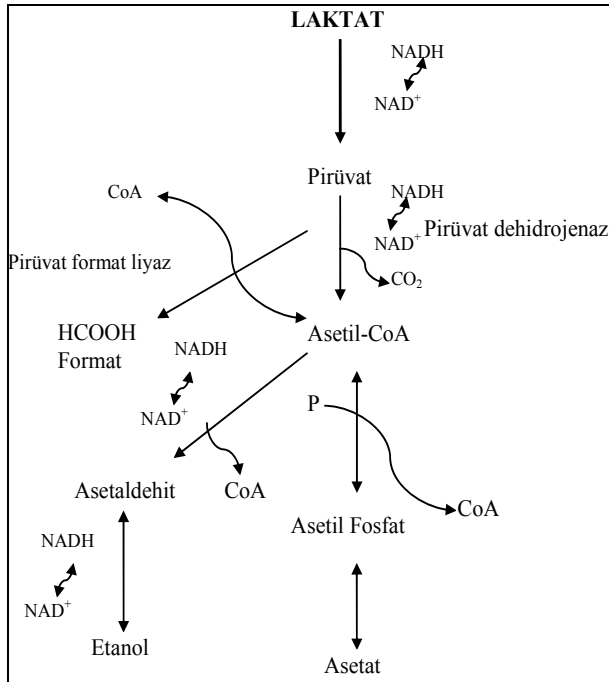 LAKTAT
NADH
NAD+
Pirüvat
CoA
NADH
NAD+
Pirüvat dehidrojenaz
Pirüvat format liyaz
CO2
HCOOH
Format
Asetil-CoA
NADH
NAD+
P
Asetaldehit
CoA
CoA
Asetil Fosfat
NADH
NAD+
Etanol
Asetat